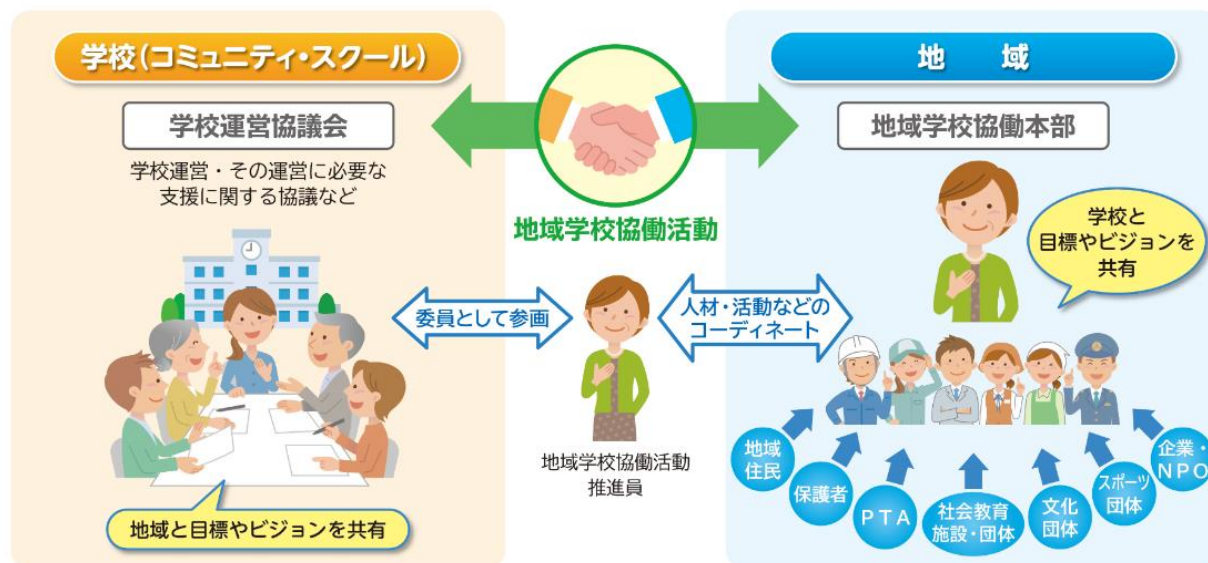 学校（コミュニティ・スクール）
学校運営協議会
学校運営・その運営に必要な
支援に関する協議など
地域と目標やビジョンを共有
地域学校協働活動
委員として参画
人材・活動などの
コーディネート
地域学校協働活動
推進員
地　域
地域学校協働本部
学校と
目標やビジョンを
共有
地域
住民
保護者
ＰＴＡ
社会教育
施設・団体
文化
団体
スポーツ
団体
企業・
ＮＰＯ